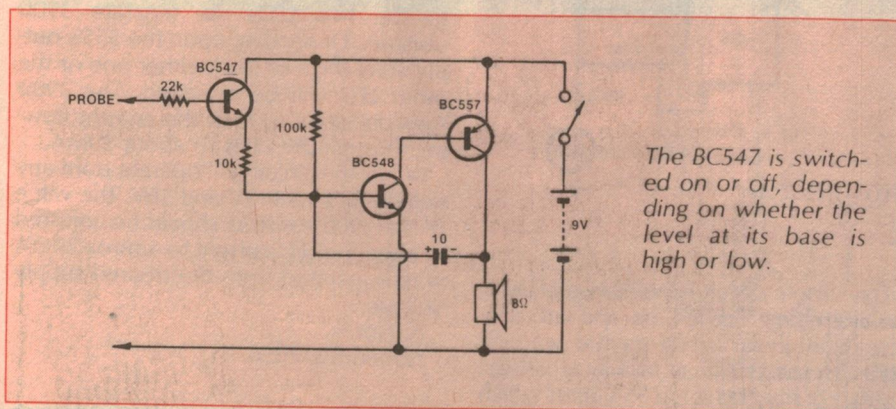 BC547
22k
PROBE
BC557
100k
10k
BC548
9V
10
+ −
8Ω
The BC547 is switch-
ed on or off, depen-
ding on whether the
level at its base is
high or low.